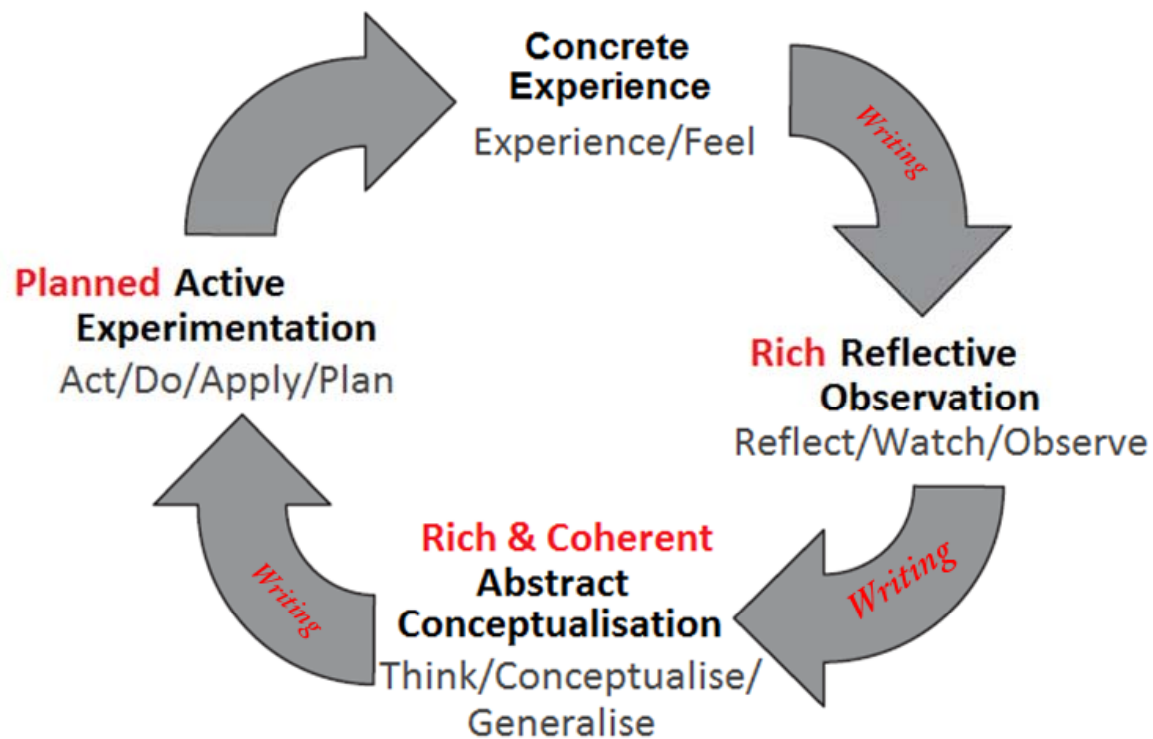 Concrete
Experience
Experience/Feel
Writing
Rich Reflective
Observation
Reflect/Watch/Observe
Writing
Rich & Coherent
Abstract
Conceptualisation
Think/Conceptualise/
Generalise
Writing
Planned Active
Experimentation
Act/Do/Apply/Plan